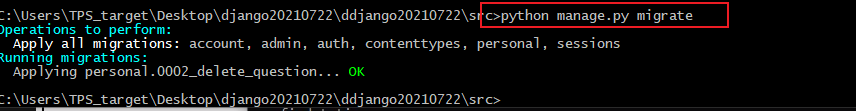 C:\Users\TPS_target\Desktop\django20210722\ddjango20210722\src>python manage.py migrate
Operations to perform:
  Apply all migrations: account, admin, auth, contenttypes, personal, sessions
Running migrations:
  Applying personal.0002_delete_question... OK
C:\Users\TPS_target\Desktop\django20210722\ddjango20210722\src>